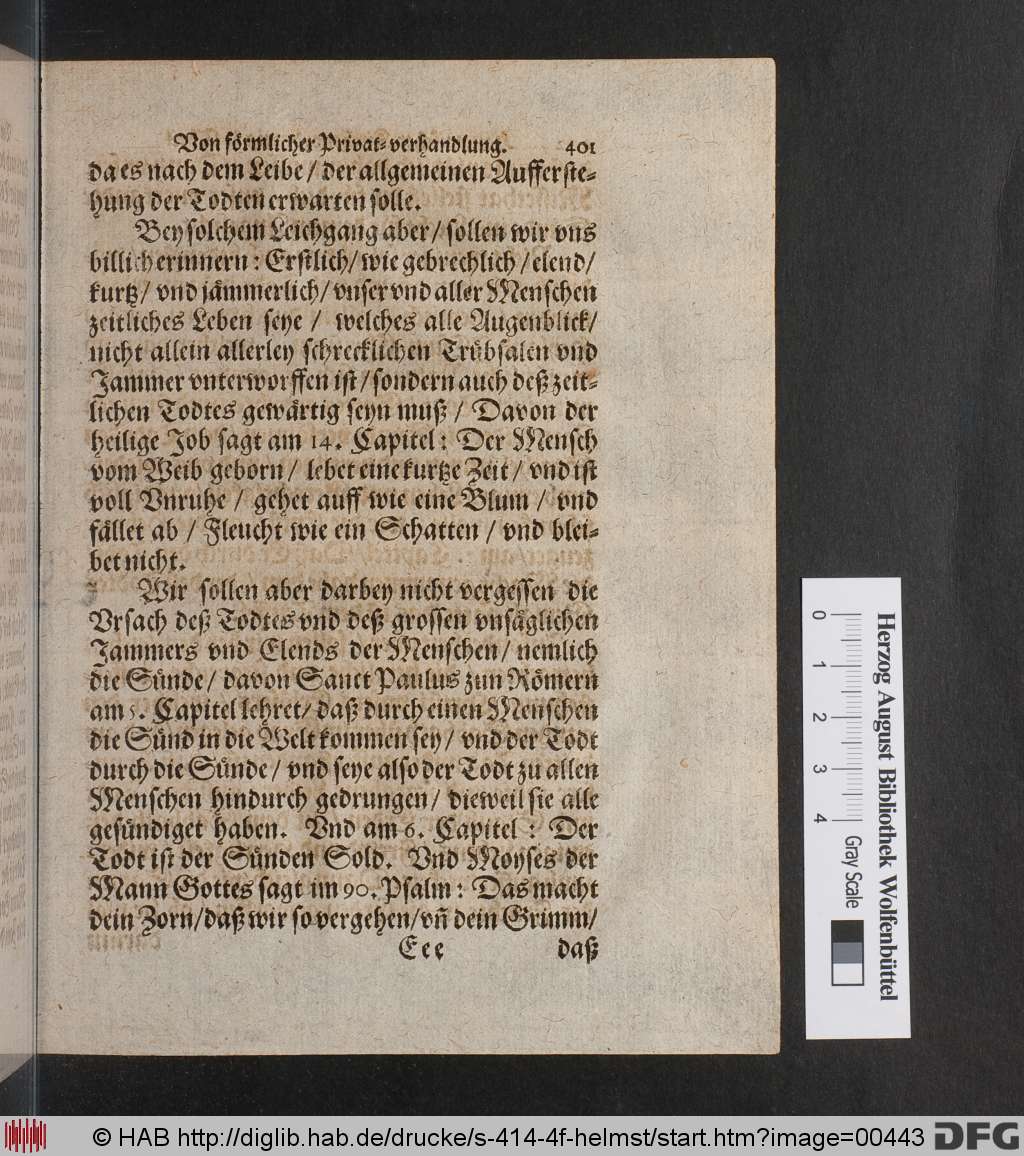 Von förmlicher Privat-verhandlung. 401
da es nach dem Leibe / der allgemeinen Aufferste-
hung der Todten erwarten solle.
Bey solchem Leichgang aber / sollen wir vns
billich erinnern : Erstlich / wie gebrechlich / elend /
kurtz / vnd jämmerlich / vnser vnd aller Menschen
zeitliches Leben seye / welches alle Augenblick /
nicht allein allerley schrecklichen Trübsalen vnd
Jammer vnterworffen ist / sondern auch deß zeit-
lichen Todtes gewärtig seyn muß / Davon der
heilige Job sagt am 14. Capitel : Der Mensch
vom Weib geborn / lebet eine kurtze Zeit / vnd ist
voll Vnruhe / gehet auff wie eine Blum / vnd
fället ab / Fleucht wie ein Schatten / vnd blei-
bet nicht.
Wir sollen aber darbey nicht vergessen die
Vrsach deß Todtes vnd deß grossen vnsäglichen
Jammers vnd Elends der Menschen / nemlich
die Sünde / davon Sanct Paulus zun Römern
am 5. Capitel lehret / daß durch einen Menschen
die Sünd in die Welt kommen sey / vnd der Todt
durch die Sünde / vnd seye also der Todt zu allen
Menschen hindurch gedrungen / dieweil sie alle
gesündiget haben. Vnd am 6. Capitel : Der
Todt ist der Sünden Sold. Vnd Moyses der
Mann Gottes sagt im 90. Psalm : Das macht
dein Zorn / daß wir so vergehen / vn̄ dein Grimm /
Eee daß
Herzog August Bibliothek Wolfenbüttel
0 1 2 3 4 Gray Scale
© HAB http://diglib.hab.de/drucke/s-414-4f-helmst/start.htm?image=00443 DFG